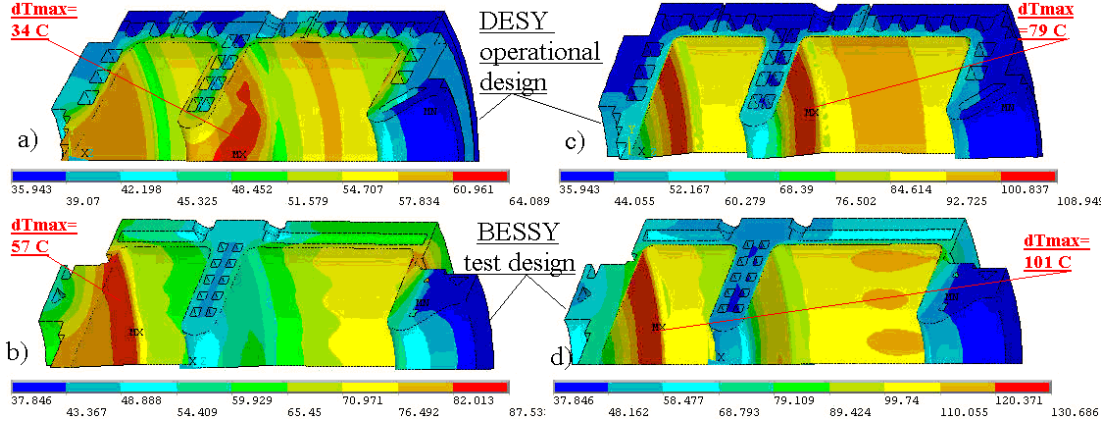 dTmax=
34 C
DESY
operational
design
dTmax
=79 C
a)
MX
MN
X
c)
MX
MN
Y
X
35.943 42.198 48.452 54.707 60.961
39.07 45.325 51.579 57.834 64.089
35.943 52.167 68.39 84.614 100.837
44.055 60.279 76.502 92.725 108.949
dTmax=
57 C
BESSY
test design
dTmax=
101 C
b)
MX
MN
X
d)
MX
MN
X
37.846 48.888 59.929 70.971 82.013
43.367 54.409 65.45 76.492 87.53
37.846 58.477 79.109 99.74 120.371
48.162 68.793 89.424 110.055 130.686